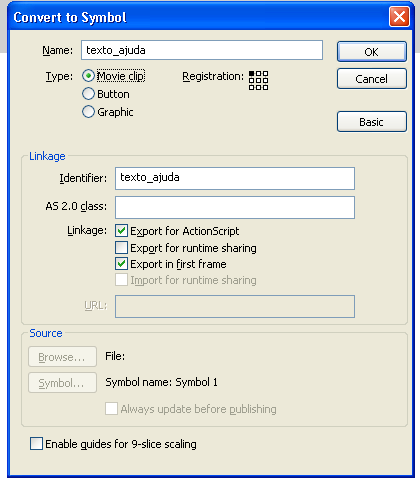 Convert to Symbol
Name: texto_ajuda
OK
Type: Movie clip
Registration:
Cancel
Button
Graphic
Basic
Linkage
Identifier: texto_ajuda
AS 2.0 class:
Linkage: Export for ActionScript
Export for runtime sharing
Export in first frame
Import for runtime sharing
URL:
Source
Browse... File:
Symbol... Symbol name: Symbol 1
Always update before publishing
Enable guides for 9-slice scaling